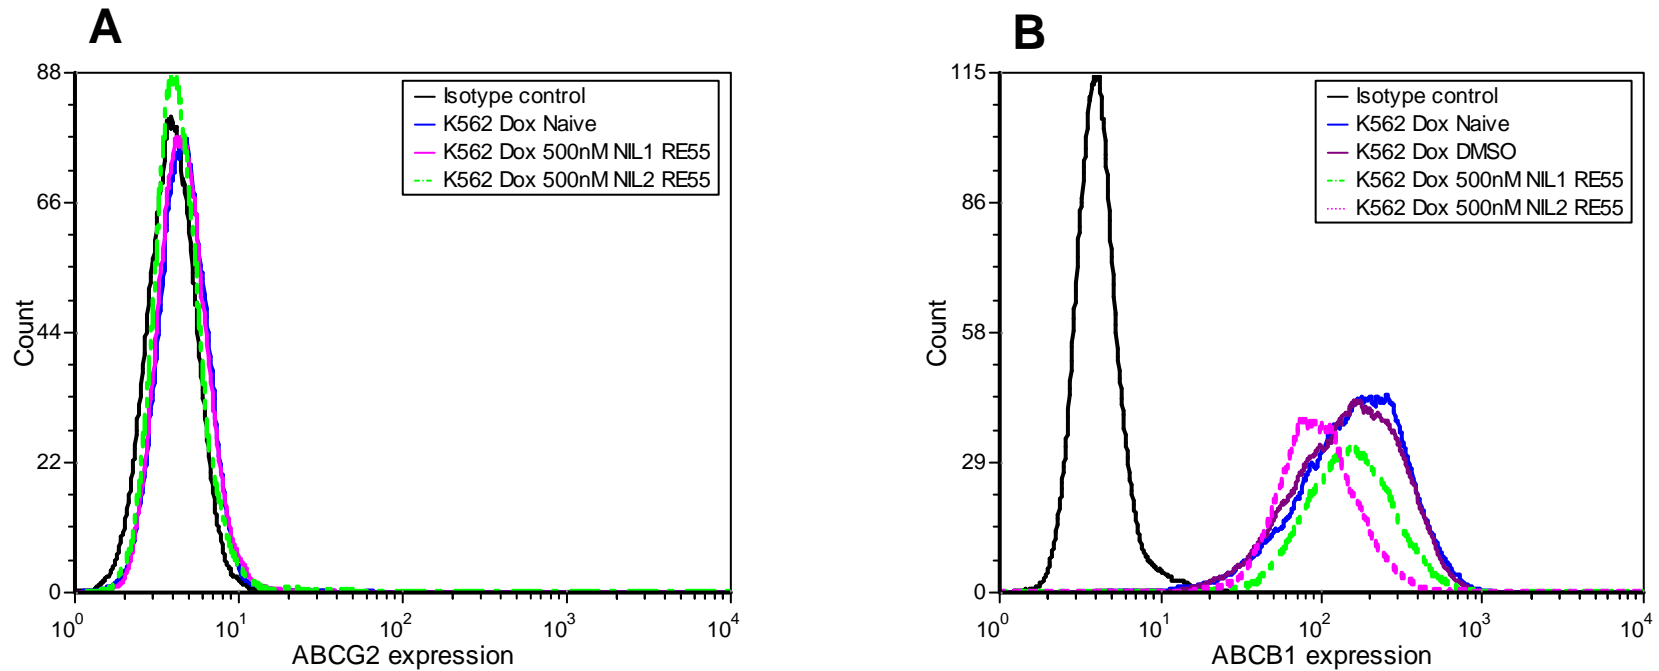 A
88
66
44
22
0
Count
10^0
10^1
10^2
10^3
10^4
ABCG2 expression
Isotype control
K562 Dox Naive
K562 Dox 500nM NIL1 RE55
K562 Dox 500nM NIL2 RE55
B
115
86
58
29
0
Count
10^0
10^1
10^2
10^3
10^4
ABCB1 expression
Isotype control
K562 Dox Naive
K562 Dox DMSO
K562 Dox 500nM NIL1 RE55
K562 Dox 500nM NIL2 RE55